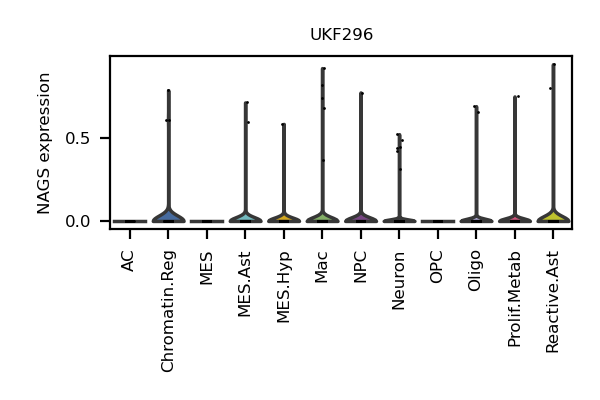 UKF296
NAGS expression
0.5
0.0
AC
Chromatin.Reg
MES
MES.Ast
MES.Hyp
Mac
NPC
Neuron
OPC
Oligo
Prolif.Metab
Reactive.Ast